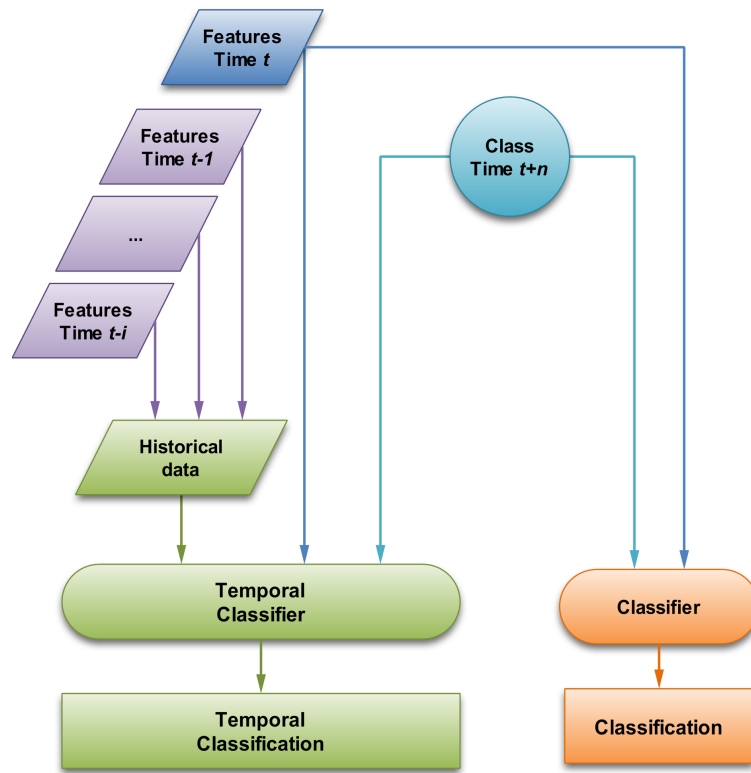 Features
Time t
Features
Time t-1
Class
Time t+n
...
Features
Time t-i
Historical
data
Temporal
Classifier
Classifier
Temporal
Classification
Classification